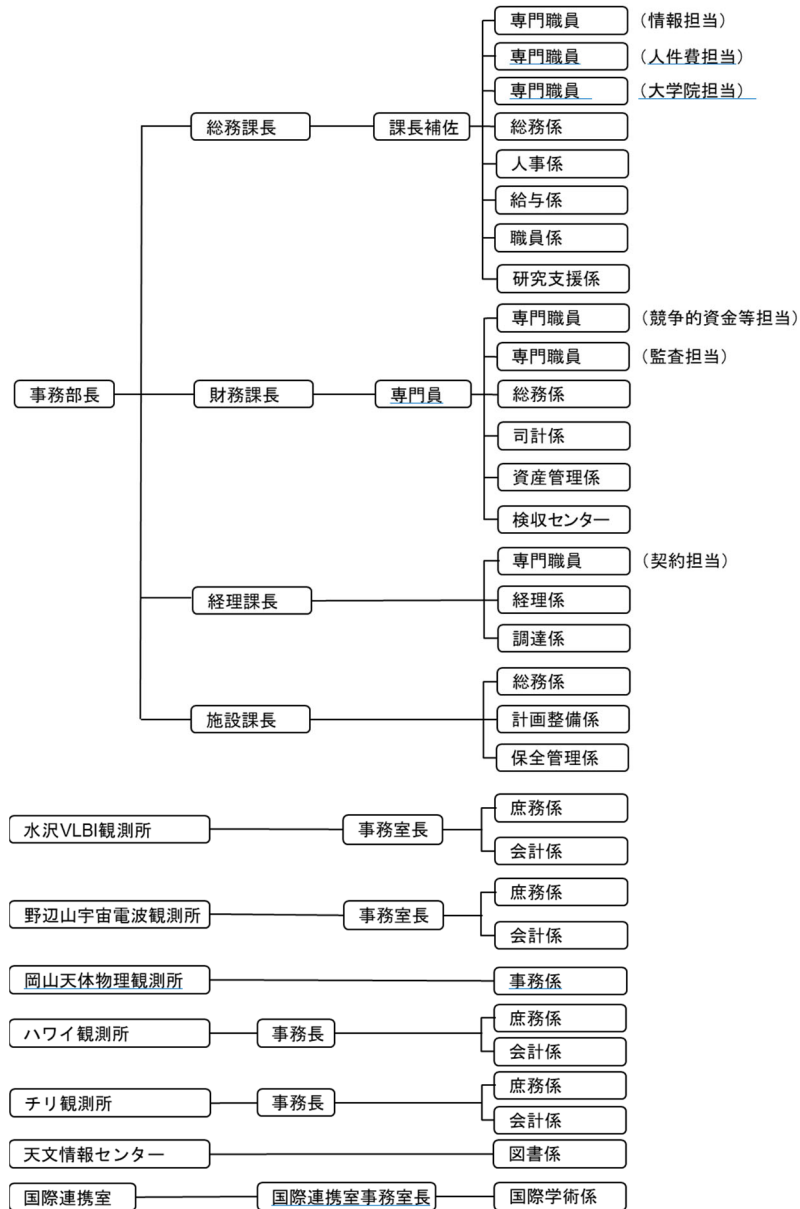 専門職員 （情報担当）
専門職員 （人件費担当）
専門職員 （大学院担当）
総務課長 課長補佐 総務係
人事係
給与係
職員係
研究支援係
専門職員 （競争的資金等担当）
専門職員 （監査担当）
事務部長 財務課長 専門員 総務係
司計係
資産管理係
検収センター
専門職員 （契約担当）
経理課長 経理係
調達係
総務係
施設課長 計画整備係
保全管理係
庶務係
水沢VLBI観測所 事務室長
会計係
庶務係
野辺山宇宙電波観測所 事務室長
会計係
岡山天体物理観測所 事務係
庶務係
ハワイ観測所 事務長
会計係
庶務係
チリ観測所 事務長
会計係
天文情報センター 図書係
国際連携室 国際連携室事務室長 国際学術係